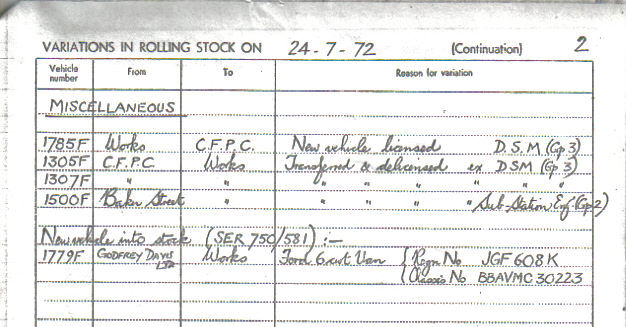 VARIATIONS IN ROLLING STOCK ON 24-7-72 (Continuation) 2
Vehicle number From To Reason for variation
MISCELLANEOUS
1785F Works C.F.P.C. New vehicle licensed D.S.M (Gp 3)
1305F C.F.P.C. Works Transferred & delicensed ex DSM (Gp 3)
1307F " " " " " " " "
1500F Baker Street " " " " " Sub-Station Eng (Gp 2)
New vehicle into stock (SER 750/581) :-
1779F GODFREY DAVIS LTD Works Ford 6cwt Van { Regn No JGF 608K
( Chassis No BBAVMC 30223